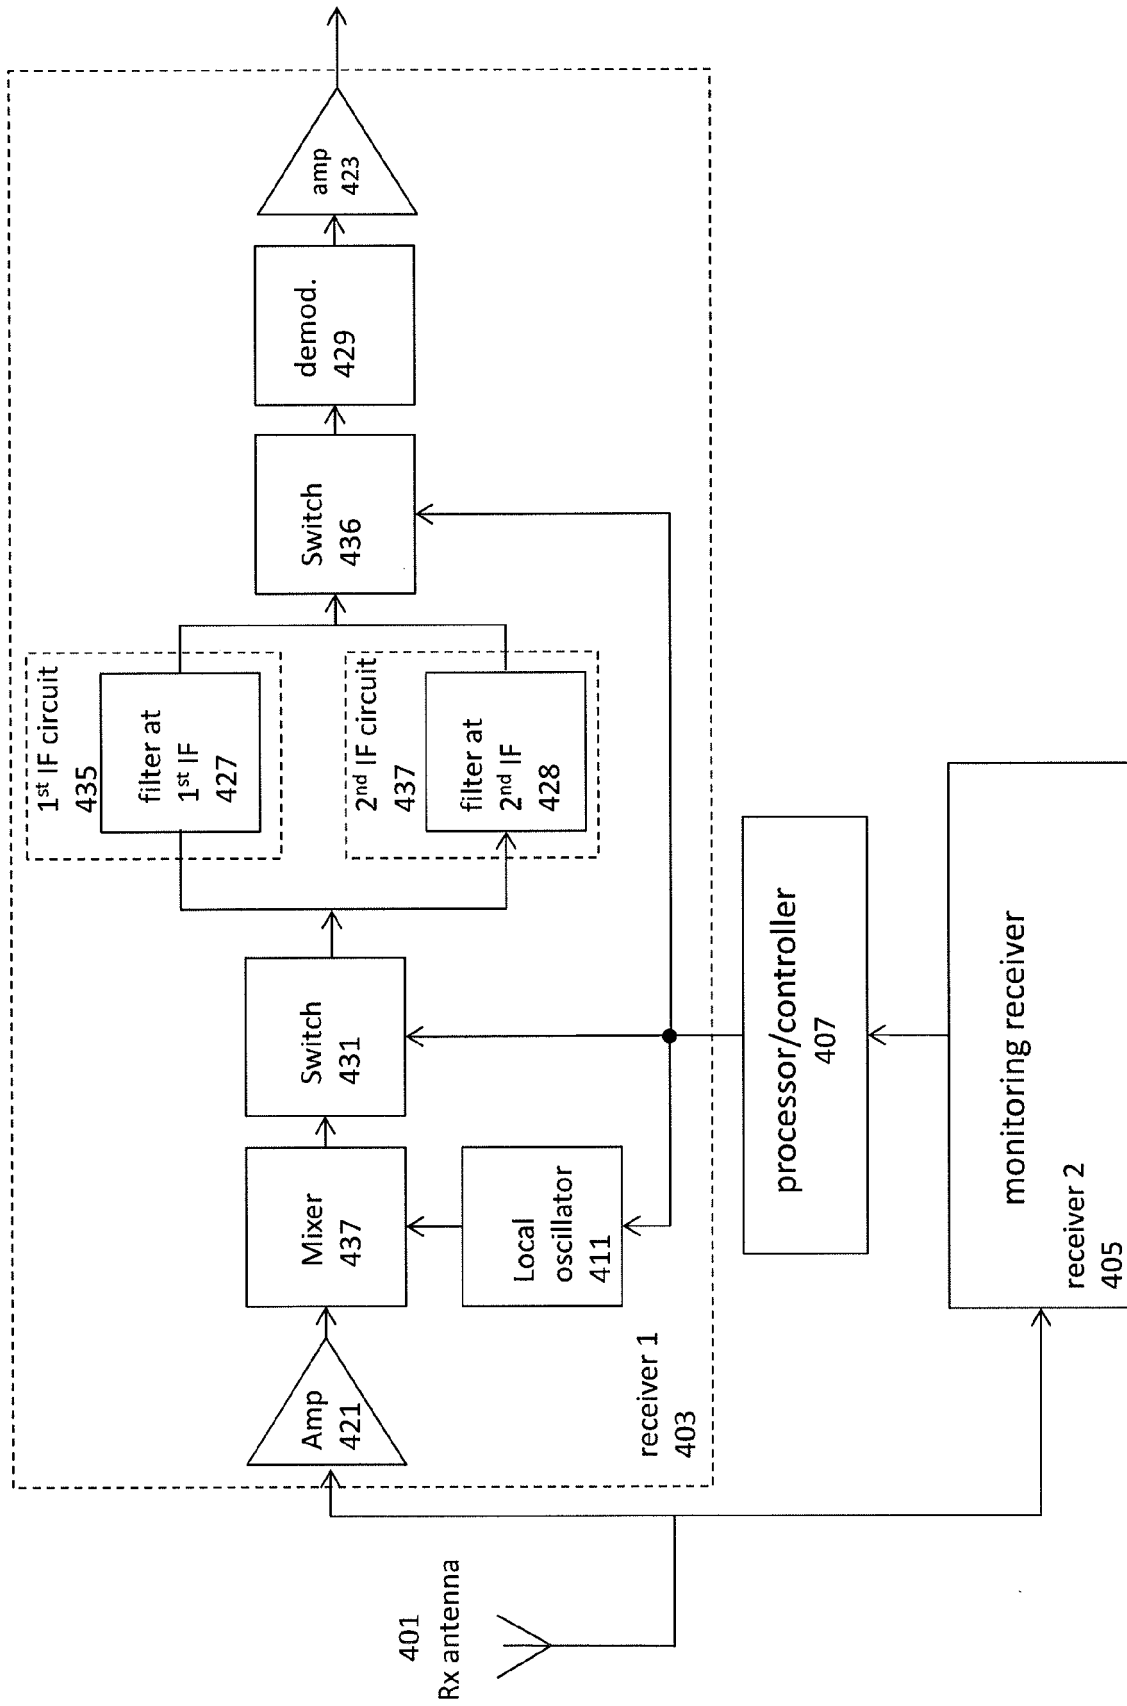 401
Rx antenna
Amp
421
Mixer
437
Local
oscillator
411
Switch
431
1st IF circuit
435
filter at
1st IF
427
2nd IF circuit
437
filter at
2nd IF
428
Switch
436
demod.
429
amp
423
receiver 1
403
processor/controller
407
monitoring receiver
receiver 2
405